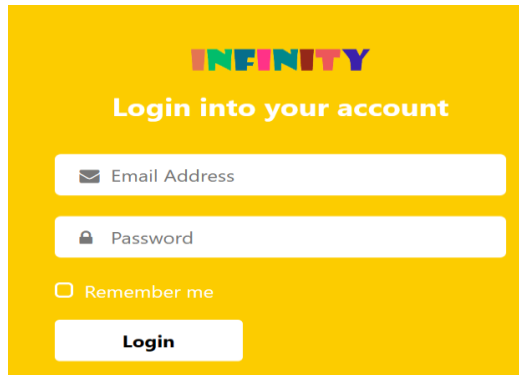 INFINITY
Login into your account
Email Address
Password
Remember me
Login